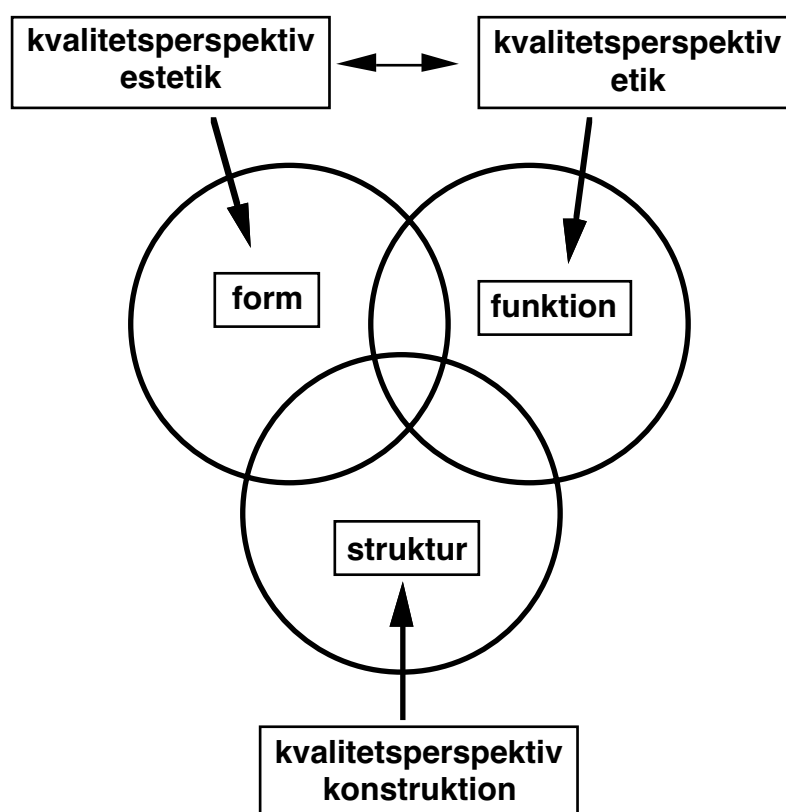 kvalitetsperspektiv
estetik
kvalitetsperspektiv
etik
form
funktion
struktur
kvalitetsperspektiv
konstruktion